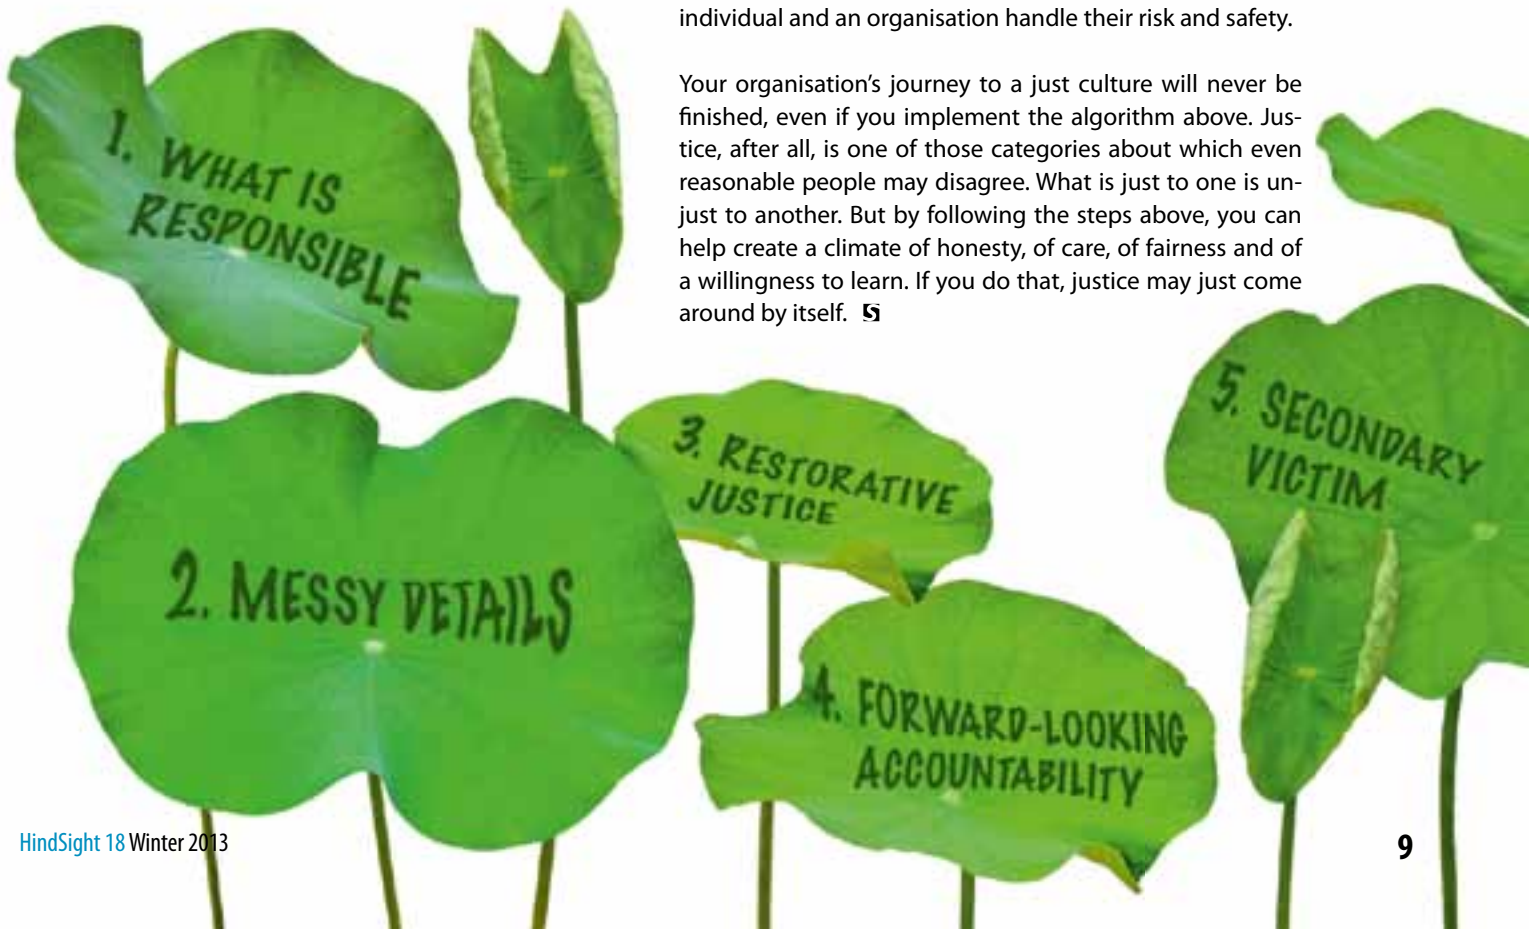 individual and an organisation handle their risk and safety.
Your organisation's journey to a just culture will never be
finished, even if you implement the algorithm above. Jus-
tice, after all, is one of those categories about which even
reasonable people may disagree. What is just to one is un-
just to another. But by following the steps above, you can
help create a climate of honesty, of care, of fairness and of
a willingness to learn. If you do that, justice may just come
around by itself. S
1. WHAT IS
RESPONSIBLE
2. MESSY DETAILS
3. RESTORATIVE
JUSTICE
4. FORWARD-LOOKING
ACCOUNTABILITY
5. SECONDARY
VICTIM
HindSight 18 Winter 2013
9